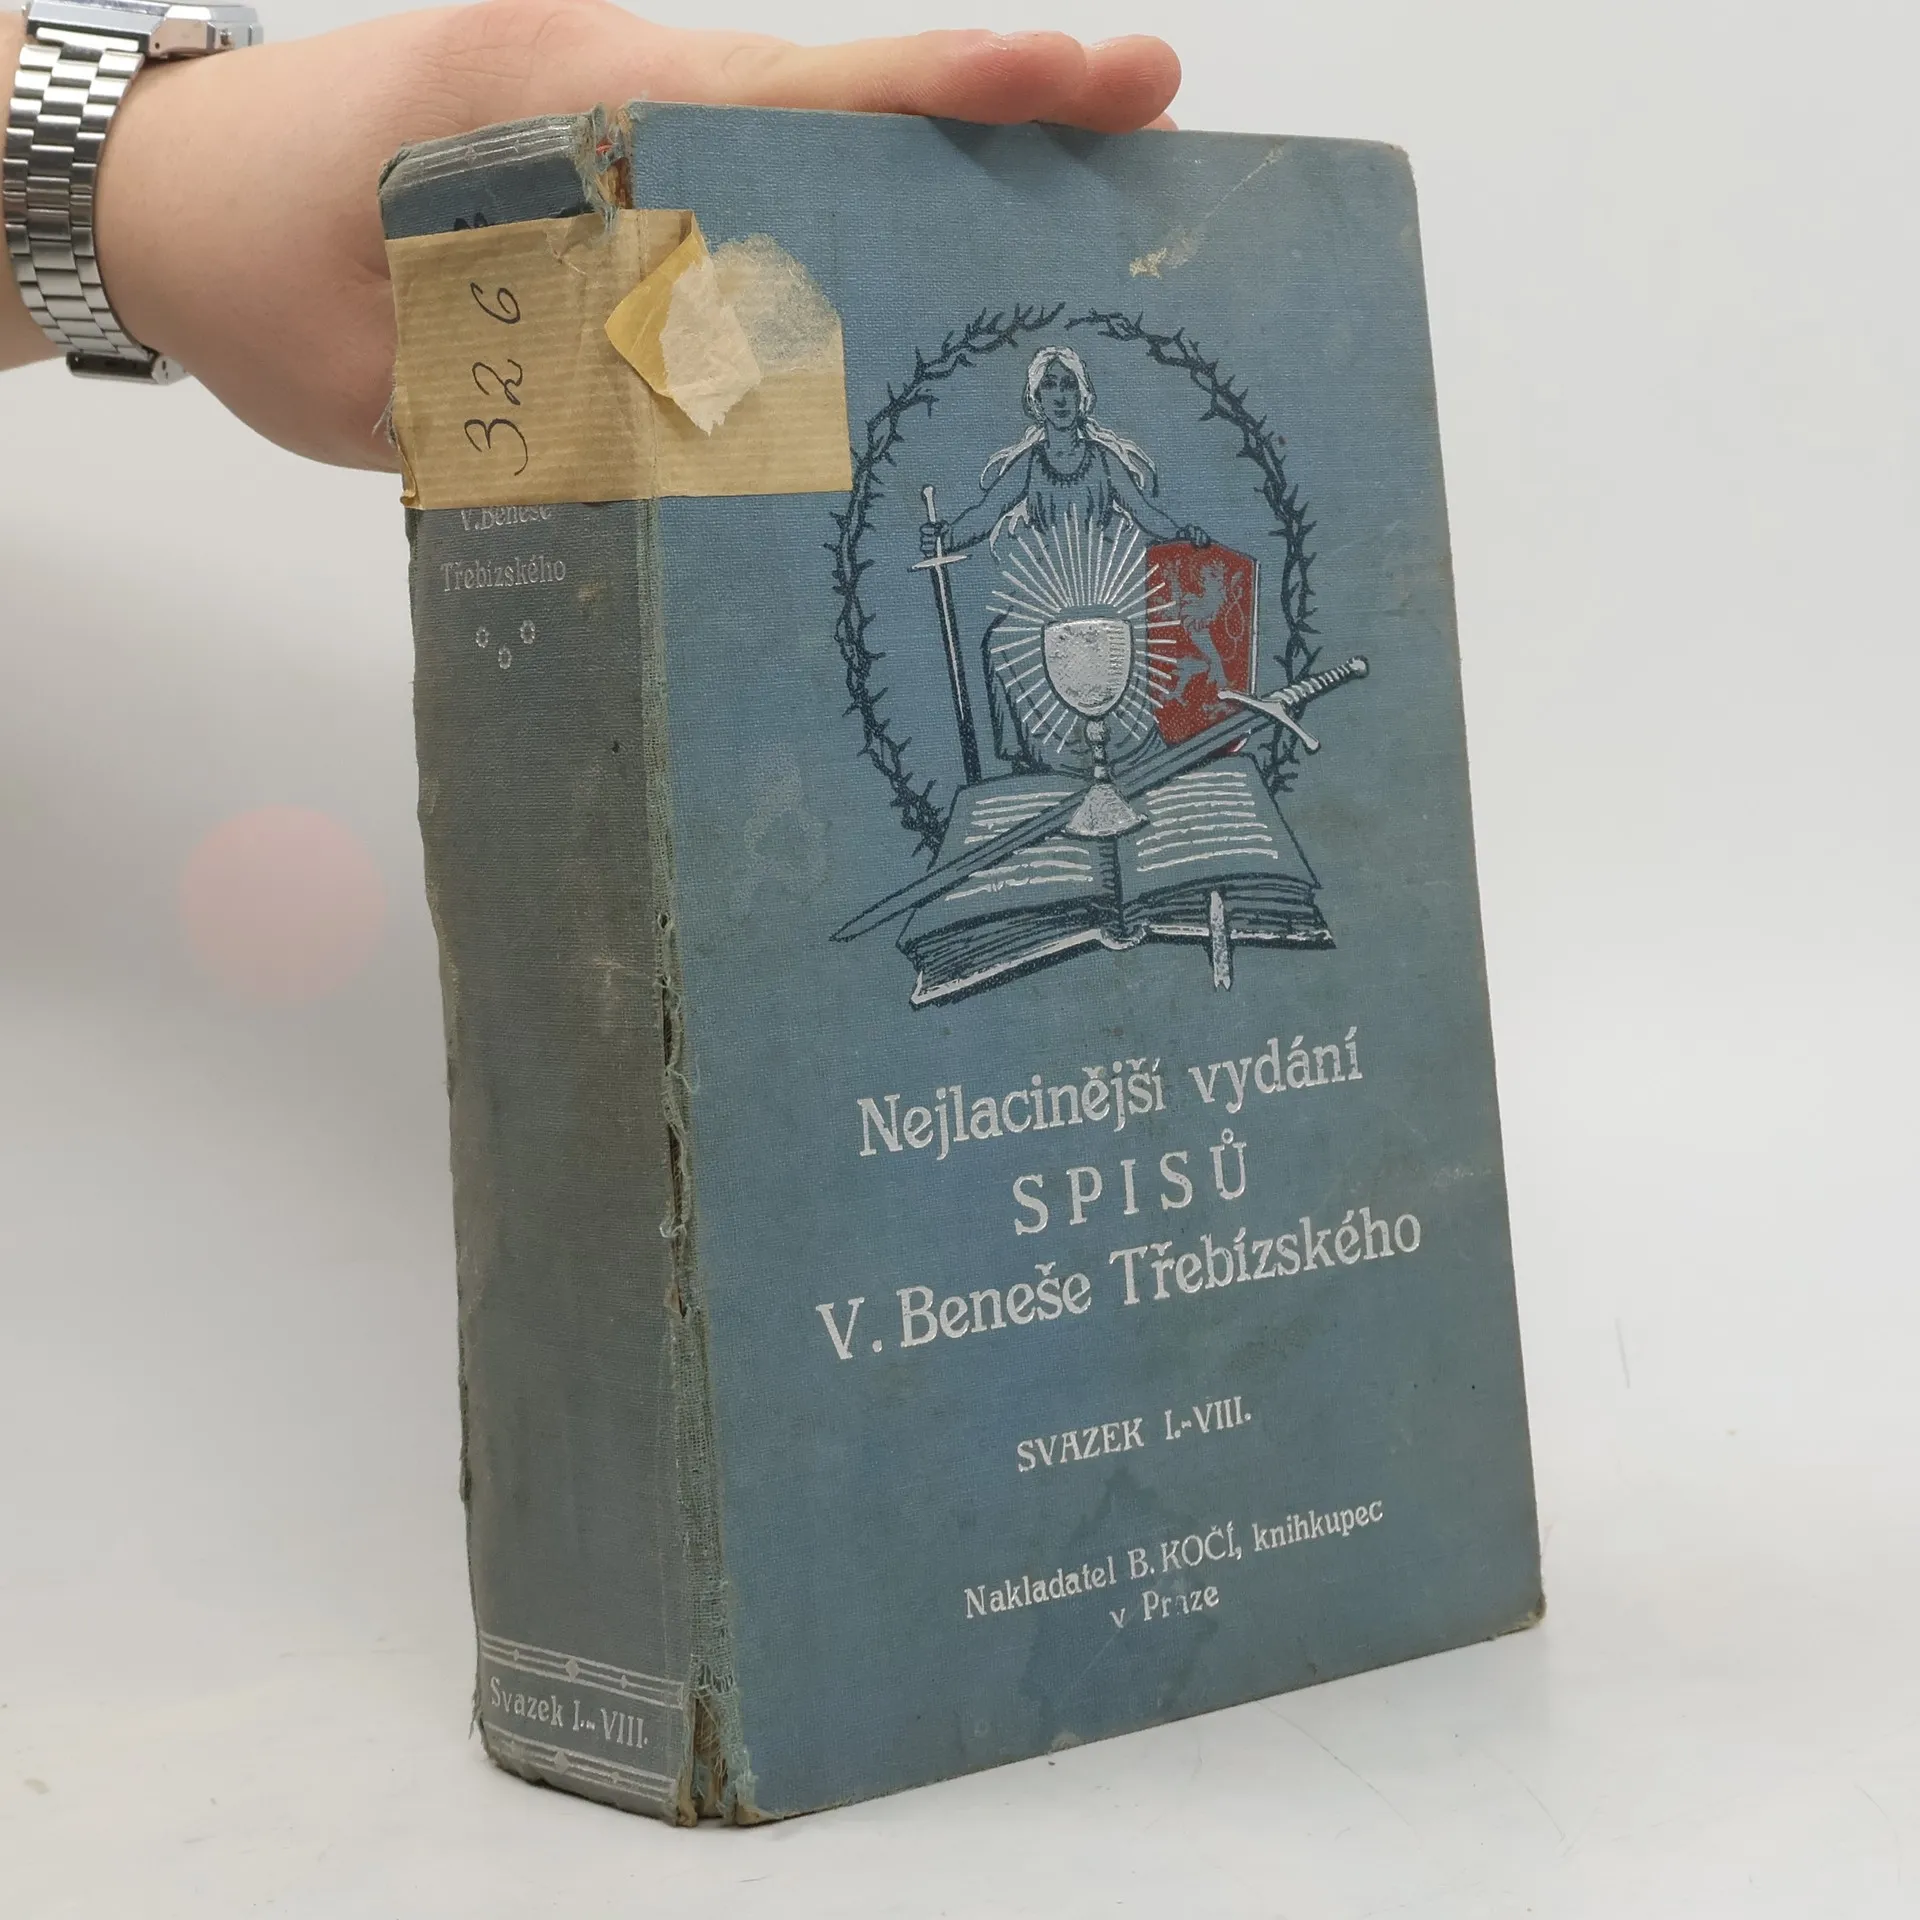 326
V. Beneše
Třebízského
Svazek I.-VIII.
Nejlacinější vydání
SPISŮ
V. Beneše Třebízského
SVAZEK I.-VIII.
Nakladatel B. KOČÍ, knihkupec
v Praze